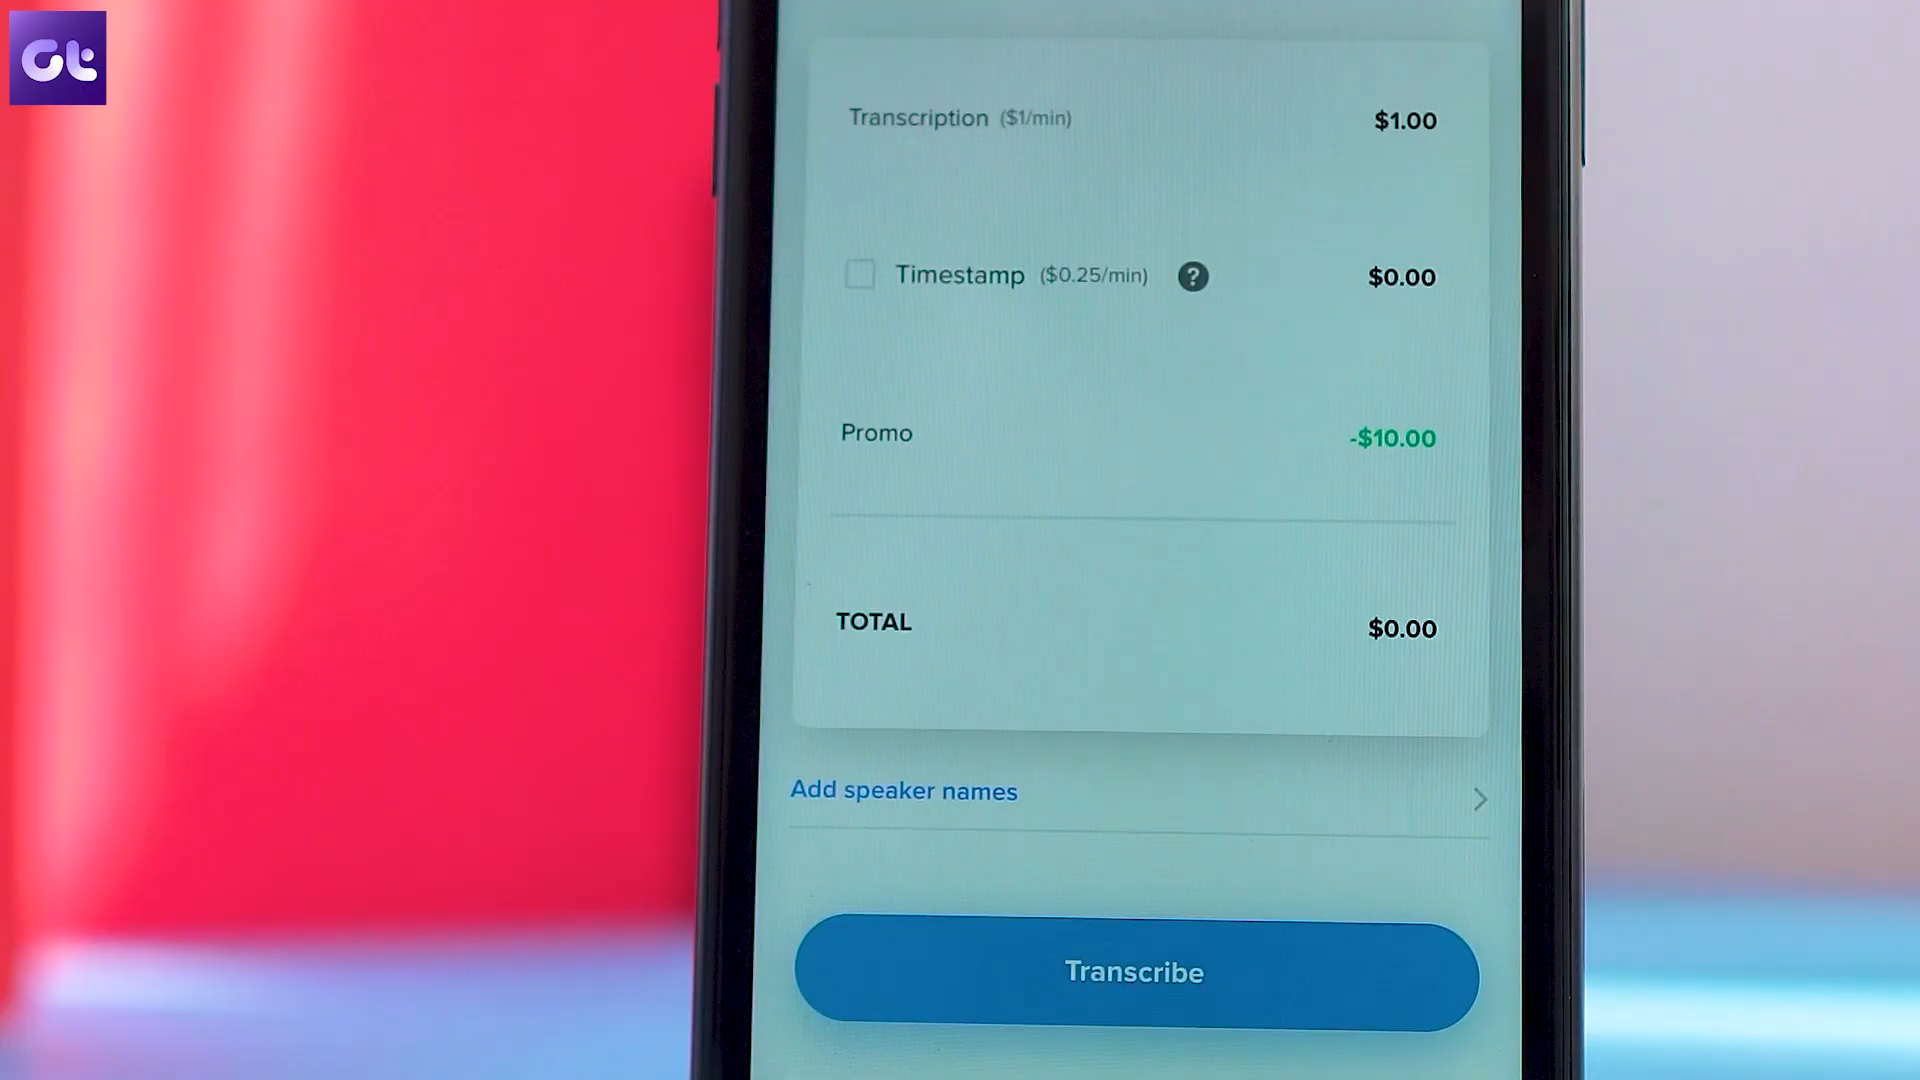 Gt
Transcription ($1/min) $1.00
Timestamp ($0.25/min) ? $0.00
Promo -$10.00
TOTAL $0.00
Add speaker names
Transcribe